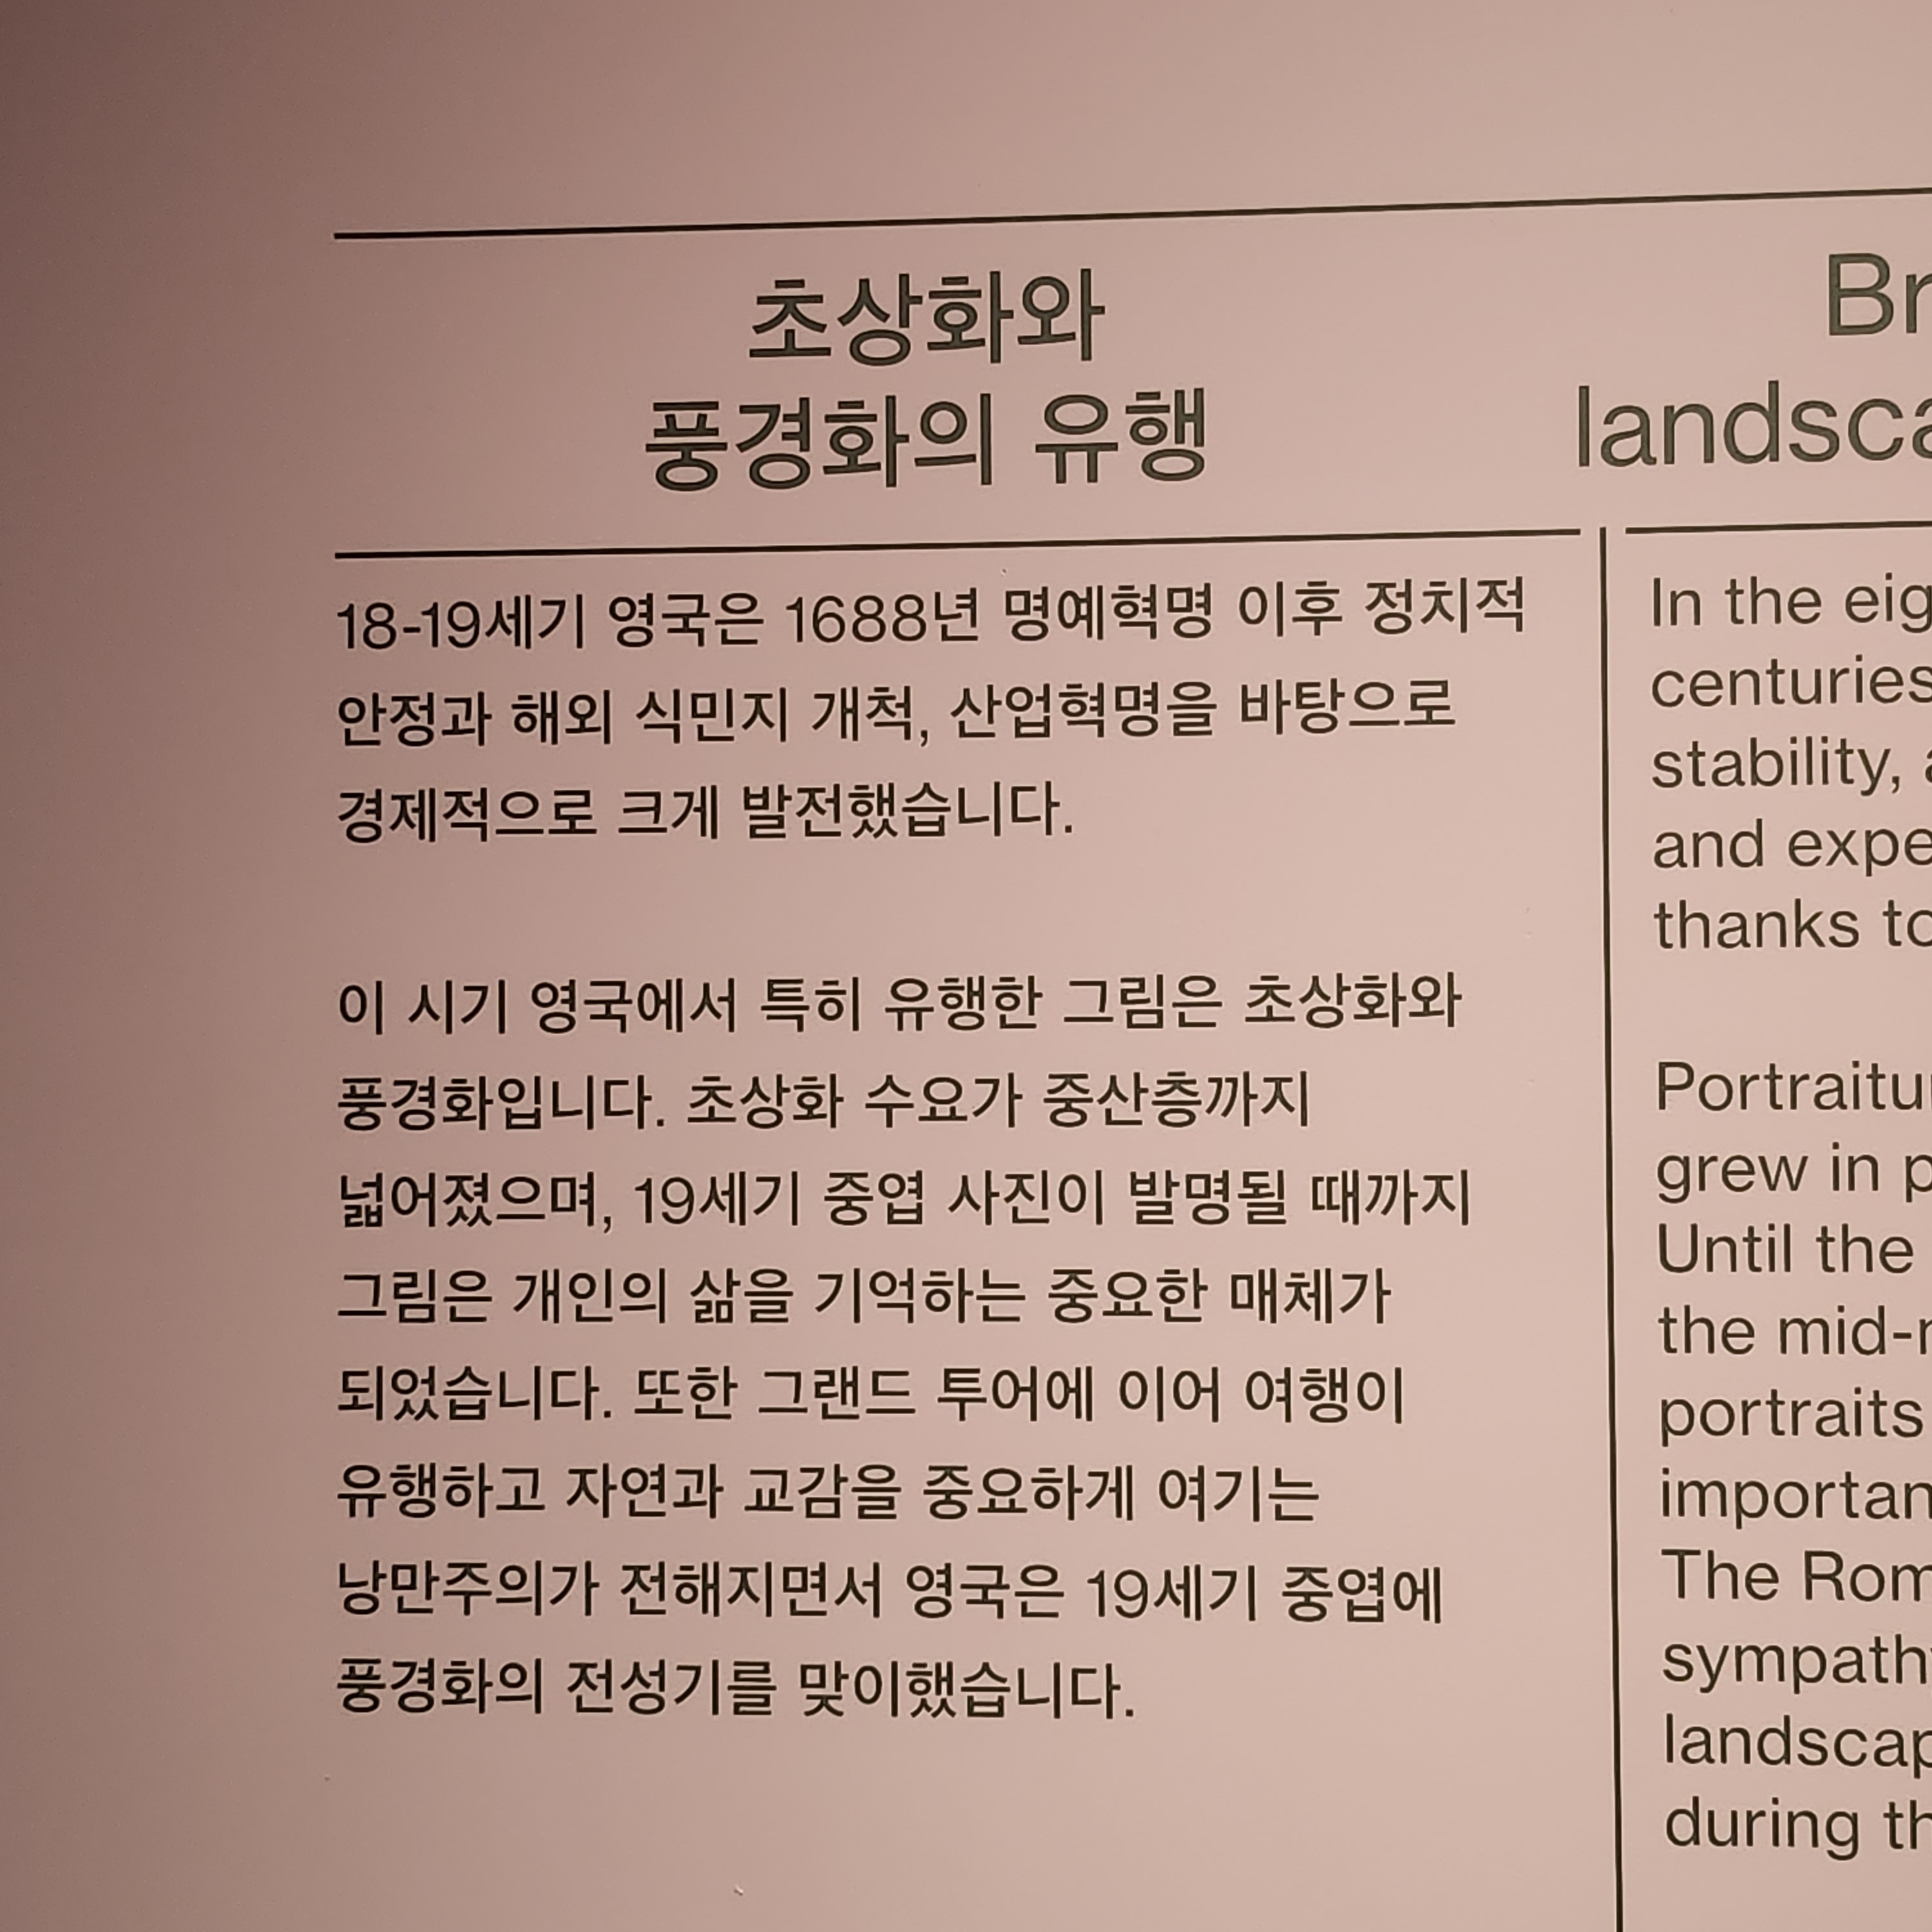 초상화와
풍경화의 유행
18-19세기 영국은 1688년 명예혁명 이후 정치적
안정과 해외 식민지 개척, 산업혁명을 바탕으로
경제적으로 크게 발전했습니다.
이 시기 영국에서 특히 유행한 그림은 초상화와
풍경화입니다. 초상화 수요가 중산층까지
넓어졌으며, 19세기 중엽 사진이 발명될 때까지
그림은 개인의 삶을 기억하는 중요한 매체가
되었습니다. 또한 그랜드 투어에 이어 여행이
유행하고 자연과 교감을 중요하게 여기는
낭만주의가 전해지면서 영국은 19세기 중엽에
풍경화의 전성기를 맞이했습니다.
In the
centuries
stability,
and
thanks
grew in
Until the
the
portraits
The
during